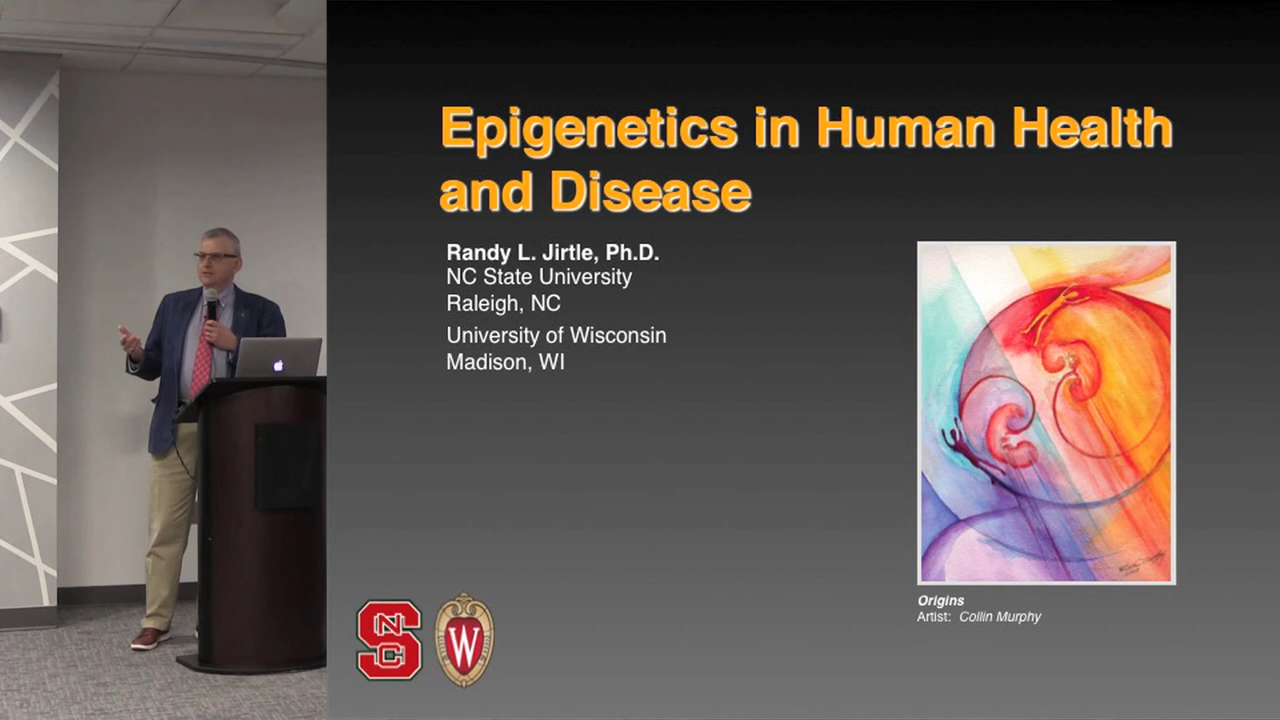 Epigenetics in Human Health
and Disease
Randy L. Jirtle, Ph.D.
NC State University
Raleigh, NC
University of Wisconsin
Madison, WI
Origins
Artist: Collin Murphy
NCS
W